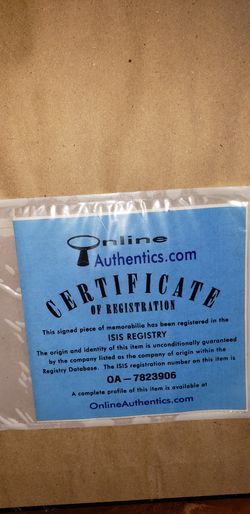 Online
Authentics.com
CERTIFICATE
OF REGISTRATION
This signed piece of memorabilia has been registered in the
ISIS REGISTRY
The origin and identity of this item is unconditionally guaranteed
by the company listed as the company of origin within the
Registry Database. The ISIS registration number on this item is
OA – 7823906
A complete profile of this item is available at
OnlineAuthentics.com